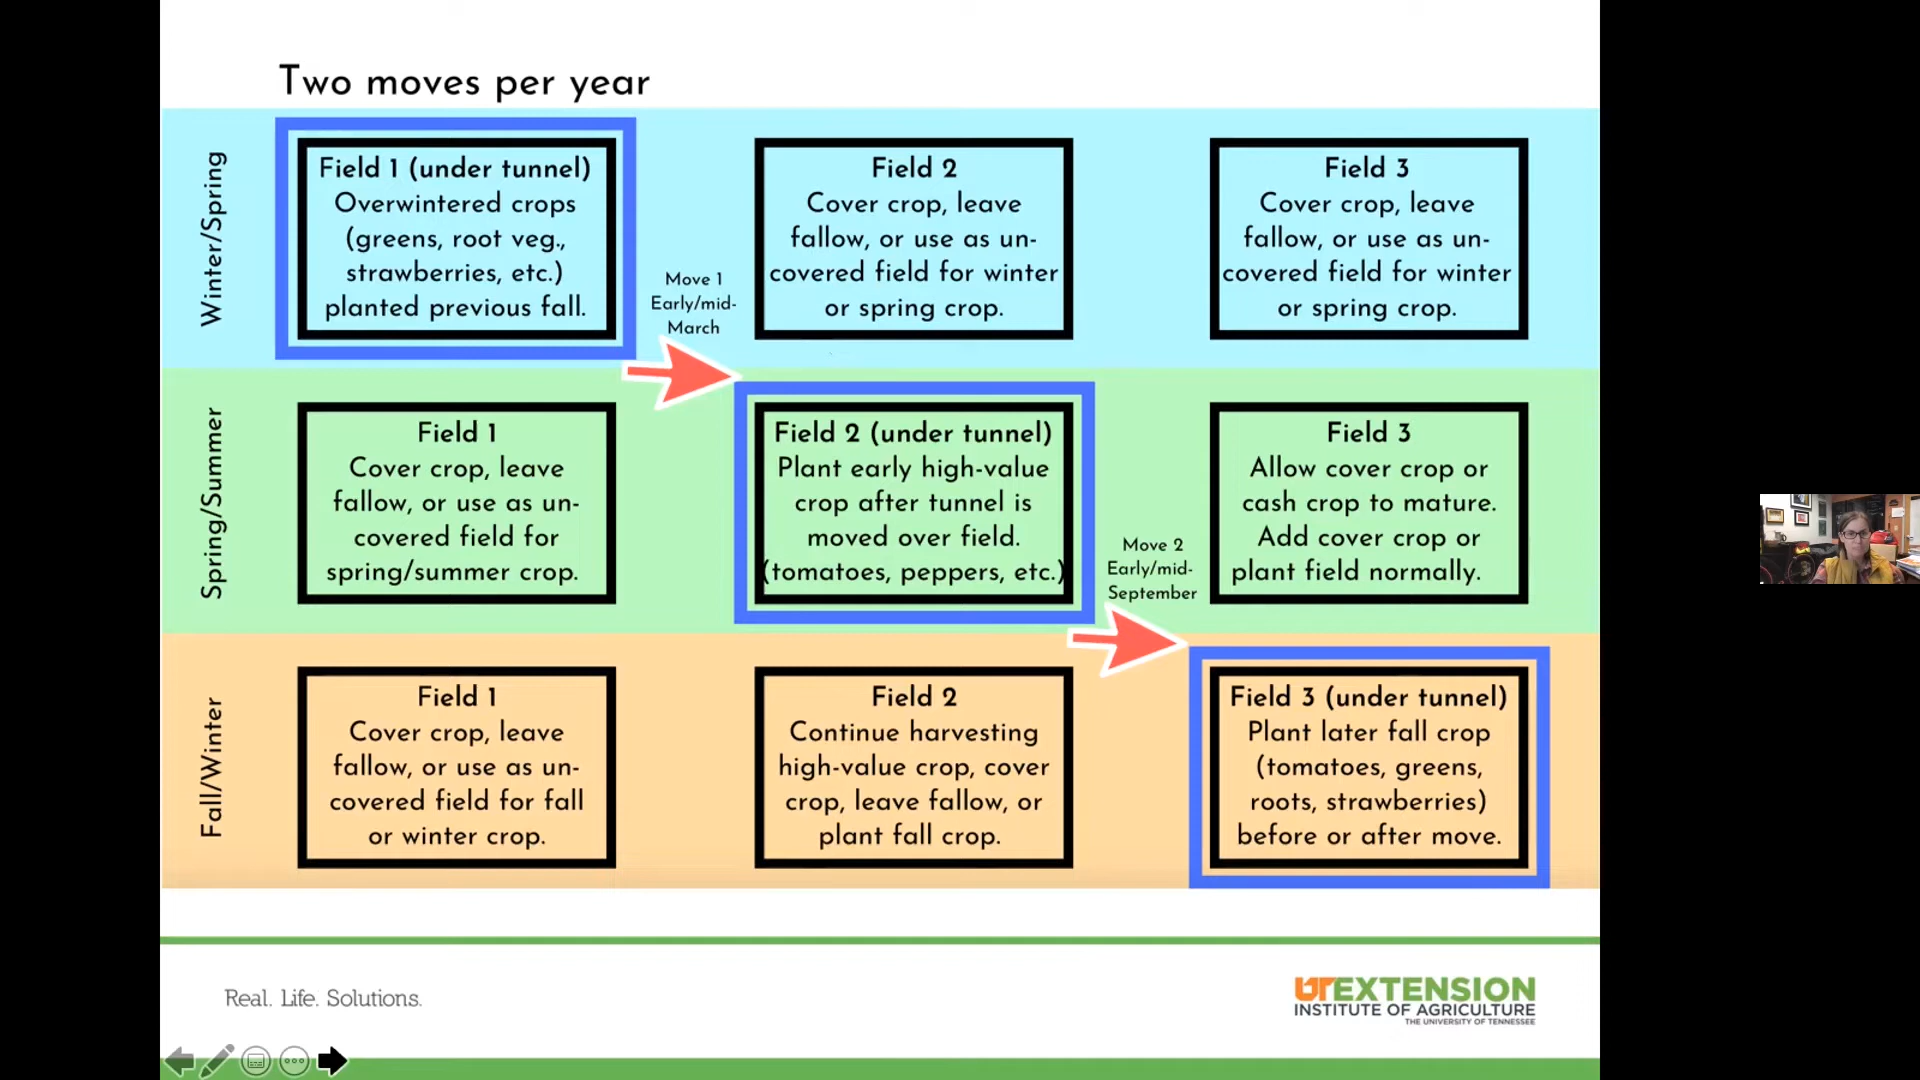 Two moves per year
Winter/Spring
Field 1 (under tunnel)
Overwintered crops
(greens, root veg.,
strawberries, etc.)
planted previous fall.
Move 1
Early/mid-
March
Field 2
Cover crop, leave
fallow, or use as un-
covered field for winter
or spring crop.
Field 3
Cover crop, leave
fallow, or use as un-
covered field for winter
or spring crop.
Spring/Summer
Field 1
Cover crop, leave
fallow, or use as un-
covered field for
spring/summer crop.
Field 2 (under tunnel)
Plant early high-value
crop after tunnel is
moved over field.
(tomatoes, peppers, etc.)
Move 2
Early/mid-
September
Field 3
Allow cover crop or
cash crop to mature.
Add cover crop or
plant field normally.
Fall/Winter
Field 1
Cover crop, leave
fallow, or use as un-
covered field for fall
or winter crop.
Field 2
Continue harvesting
high-value crop, cover
crop, leave fallow, or
plant fall crop.
Field 3 (under tunnel)
Plant later fall crop
(tomatoes, greens,
roots, strawberries)
before or after move.
Real. Life. Solutions.
UTEXTENSION
INSTITUTE OF AGRICULTURE
THE UNIVERSITY OF TENNESSEE